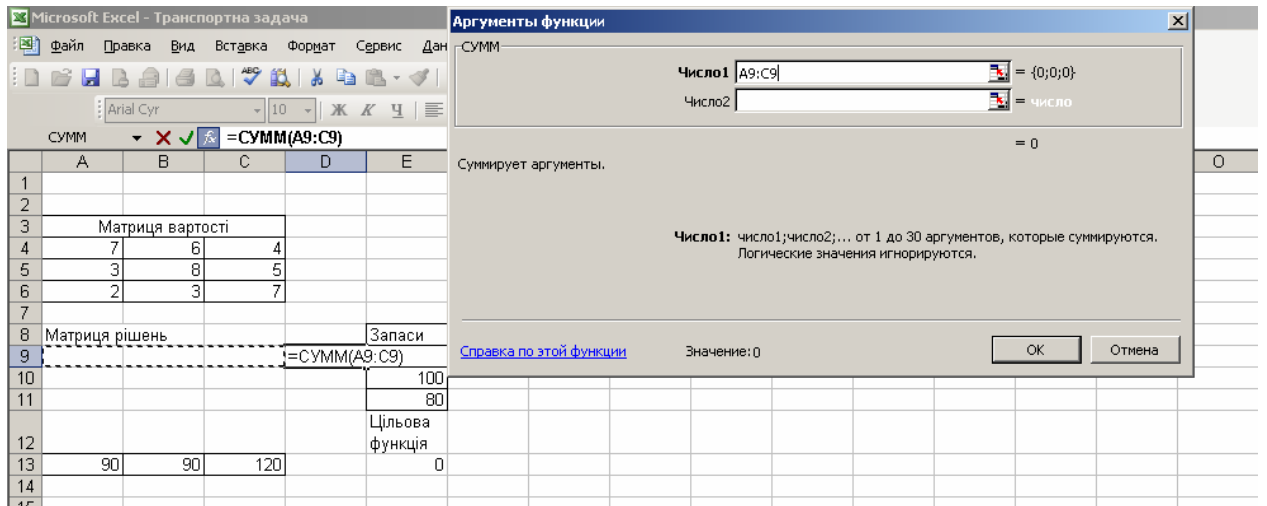 Microsoft Excel - Транспортна задача
Файл Правка Вид Вставка Формат Сервис Дан
Arial Cyr 10 Ж К Ч
СУММ =СУММ(A9:C9)
A B C D E O
1
2
3 Матриця вартості
4 7 6 4
5 3 8 5
6 2 3 7
7
8 Матриця рішень Запаси
9 =СУММ(A9:C9)
10 100
11 80
Цільова
12 функція
13 90 90 120 0
14
15
Аргументы функции
СУММ
Число1 A9:C9 = {0;0;0}
Число2 = число
= 0
Суммирует аргументы.
Число1: число1;число2;... от 1 до 30 аргументов, которые суммируются.
Логические значения игнорируются.
Справка по этой функции Значение:0 OK Отмена